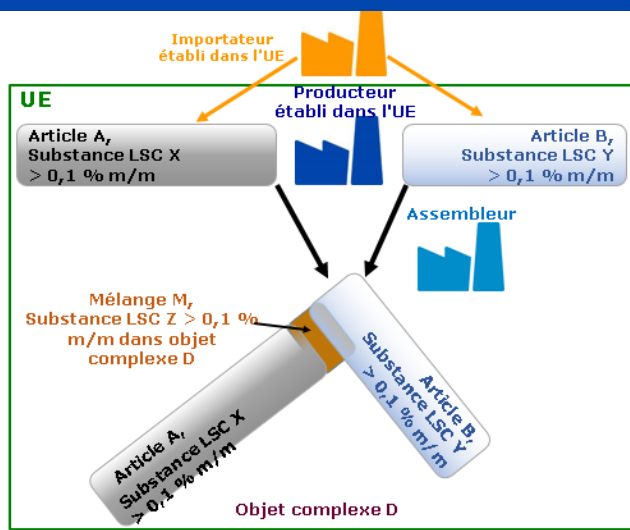 Importateur
établi dans l'UE
UE
Producteur
établi dans l'UE
Article A,
Substance LSC X
> 0,1 % m/m
Article B,
Substance LSC Y
> 0,1 % m/m
Assembleur
Mélange M,
Substance LSC Z > 0,1 %
m/m dans objet
complexe D
Article A,
Substance LSC X
> 0,1 % m/m
Article B,
Substance LSC Y
> 0,1 % m/m
Objet complexe D